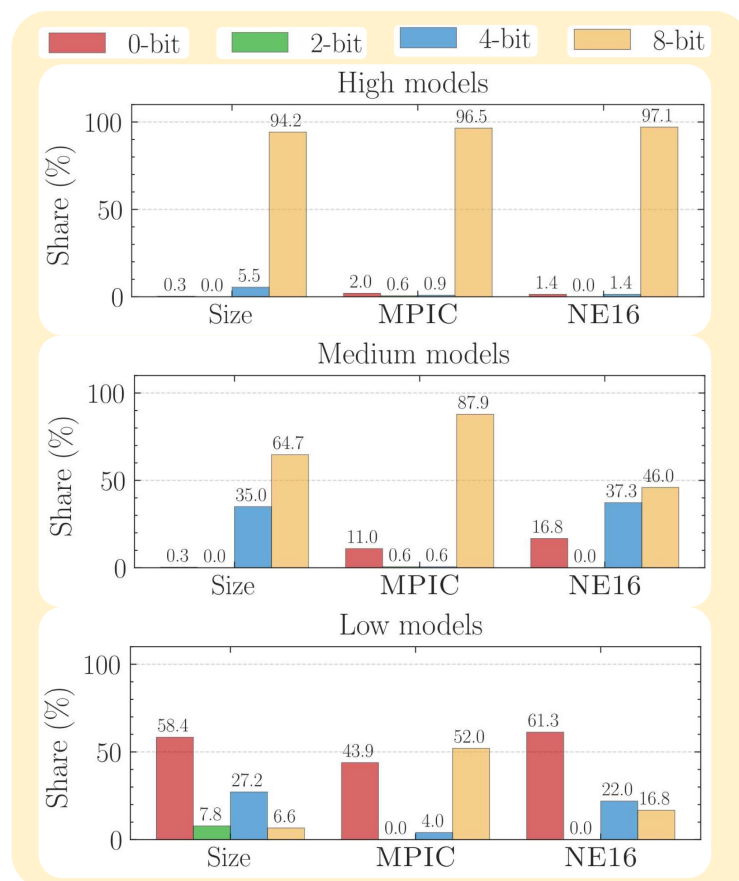 0-bit 2-bit 4-bit 8-bit
High models
Share (%)
100
50
0
0.3 0.0 5.5 94.2
2.0 0.6 0.9 96.5
1.4 0.0 1.4 97.1
Size MPIC NE16
Medium models
Share (%)
100
50
0
0.3 0.0 35.0 64.7
11.0 0.6 0.6 87.9
16.8 0.0 37.3 46.0
Size MPIC NE16
Low models
Share (%)
100
50
0
58.4 7.8 27.2 6.6
43.9 0.0 4.0 52.0
61.3 0.0 22.0 16.8
Size MPIC NE16